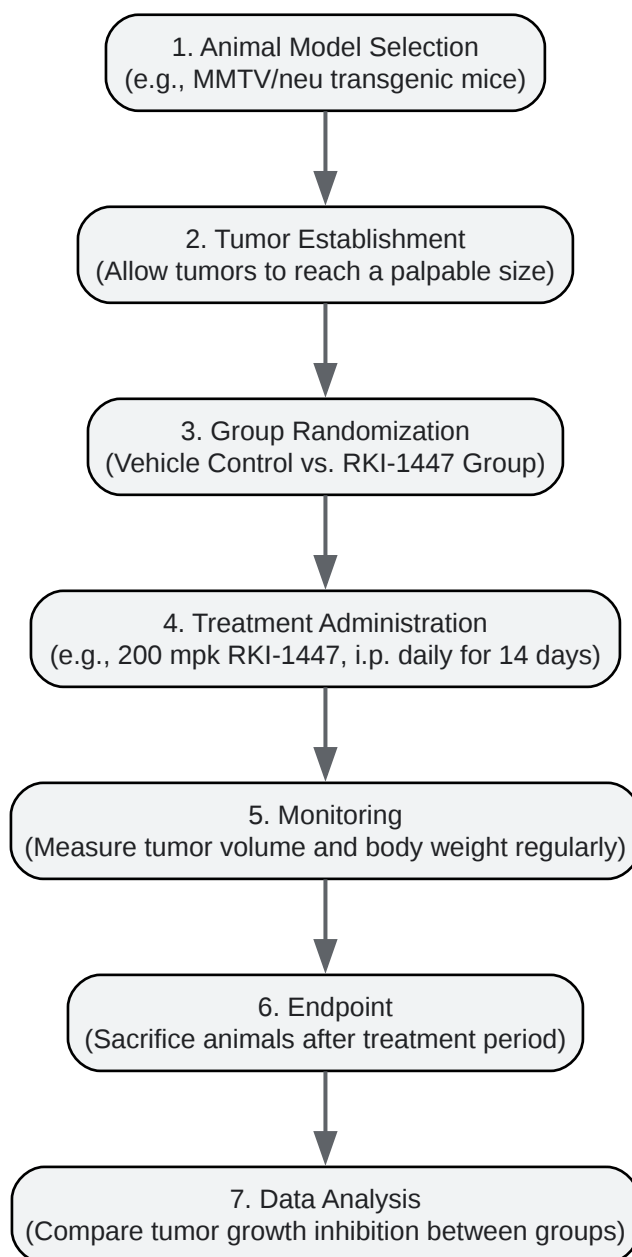 1. Animal Model Selection
(e.g., MMTV/neu transgenic mice)
2. Tumor Establishment
(Allow tumors to reach a palpable size)
3. Group Randomization
(Vehicle Control vs. RKI-1447 Group)
4. Treatment Administration
(e.g., 200 mpk RKI-1447, i.p. daily for 14 days)
5. Monitoring
(Measure tumor volume and body weight regularly)
6. Endpoint
(Sacrifice animals after treatment period)
7. Data Analysis
(Compare tumor growth inhibition between groups)